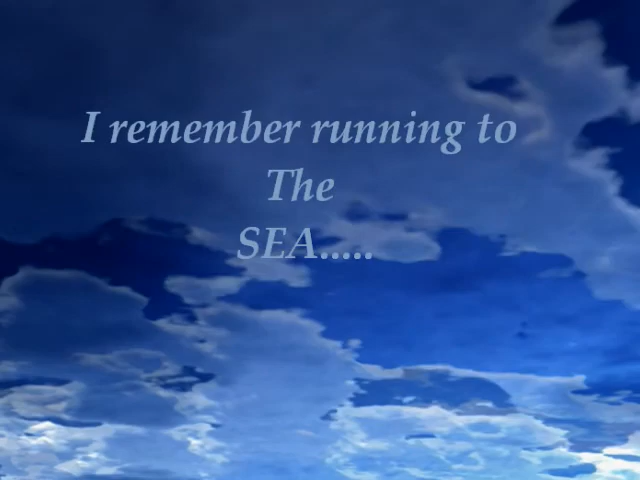 I remember running to
The
SEA.....